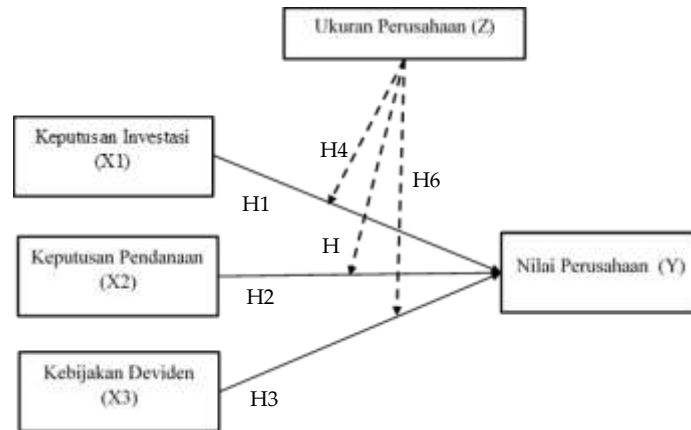 Ukuran Perusahaan (Z)
Keputusan Investasi
(X1)
H4
H6
H1
H
Keputusan Pendanaan
(X2)
Nilai Perusahaan (Y)
H2
Kebijakan Deviden
(X3)
H3